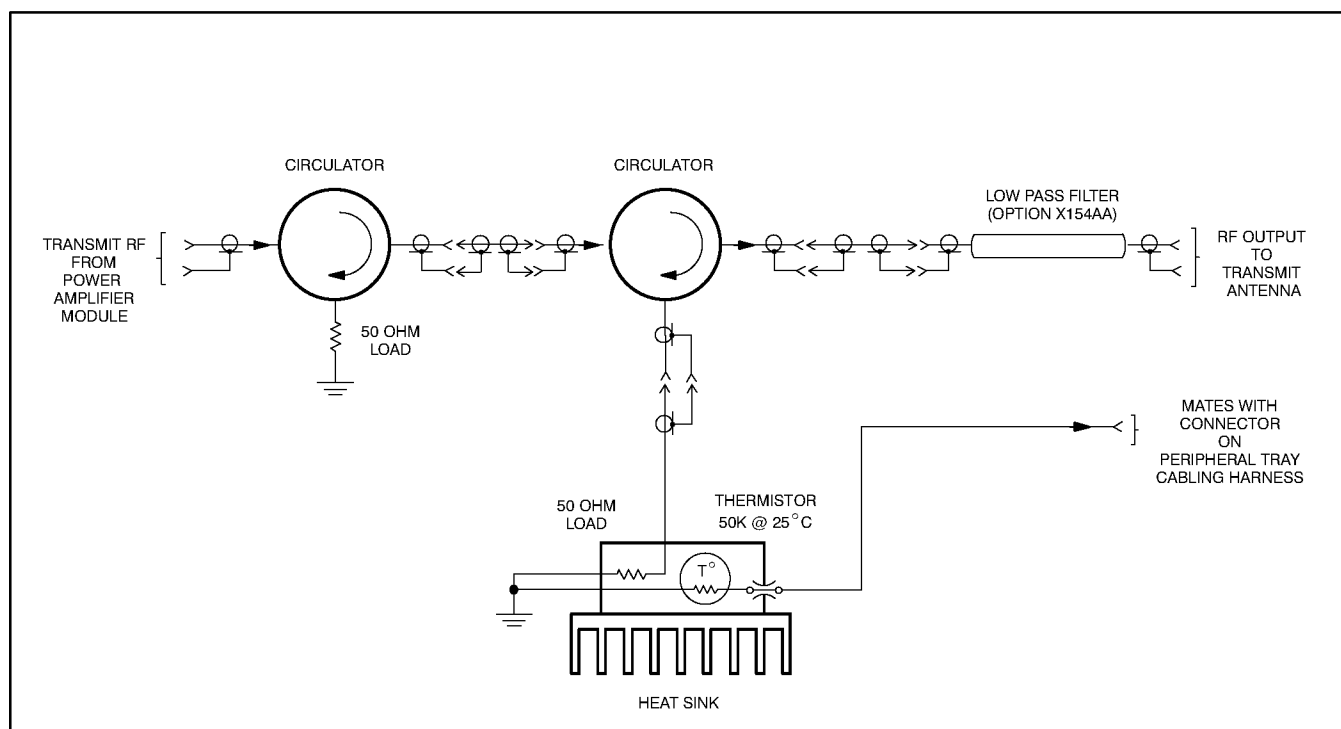 CIRCULATOR
CIRCULATOR
LOW PASS FILTER
(OPTION X154AA)
TRANSMIT RF
FROM
POWER
AMPLIFIER
MODULE
RF OUTPUT
TO
TRANSMIT
ANTENNA
50 OHM
LOAD
MATES WITH
CONNECTOR
ON
PERIPHERAL TRAY
CABLING HARNESS
50 OHM
LOAD
THERMISTOR
50K @ 25°C
T°
HEAT SINK